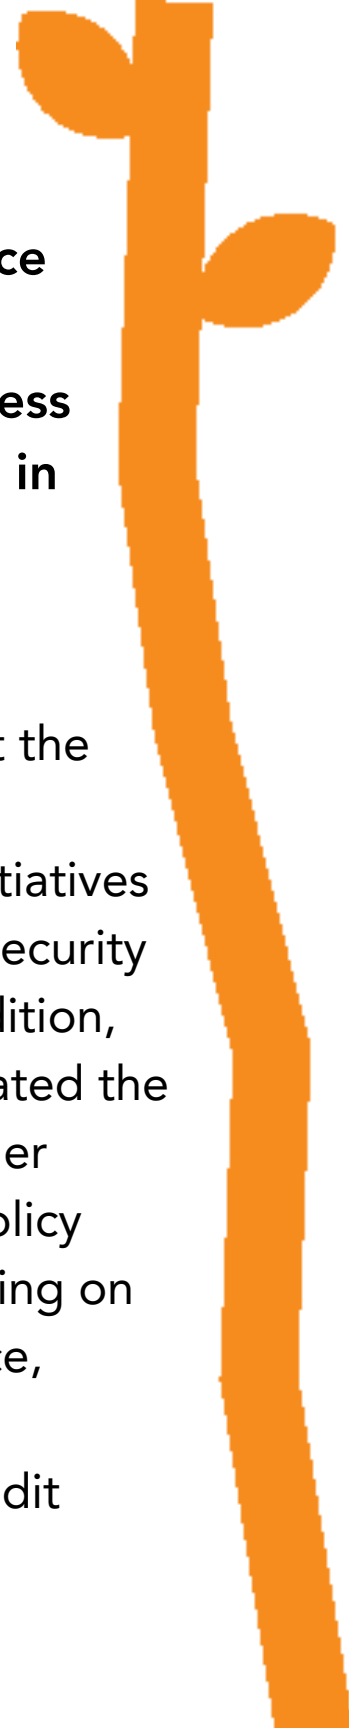 ce
ess
in
t the
tiatives
ecurity
lition,
ated the
er
olicy
ing on
ce,
dit